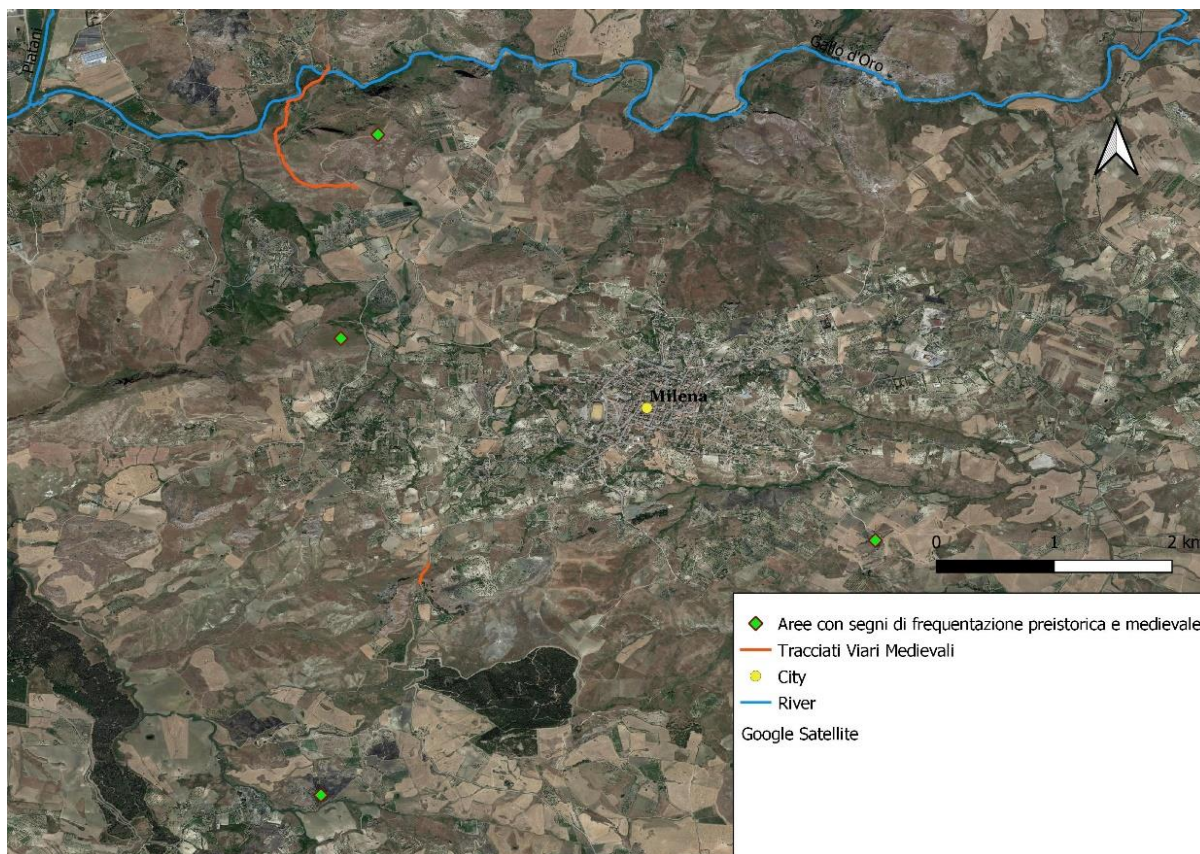 Platani
Gallo d'Oro
Milena
0 1 2 km
Aree con segni di frequentazione preistorica e medievale
Tracciati Viari Medievali
City
River
Google Satellite